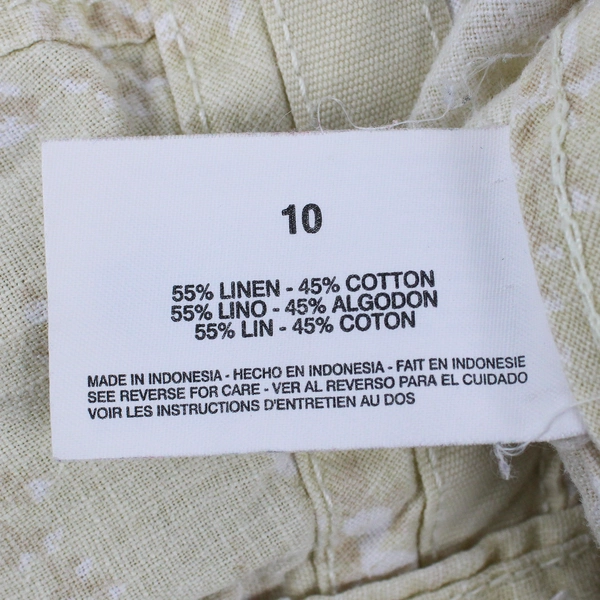 10
55% LINEN - 45% COTTON
55% LINO - 45% ALGODON
55% LIN - 45% COTON
MADE IN INDONESIA - HECHO EN INDONESIA - FAIT EN INDONESIE
SEE REVERSE FOR CARE - VER AL REVERSO PARA EL CUIDADO
VOIR LES INSTRUCTIONS D'ENTRETIEN AU DOS